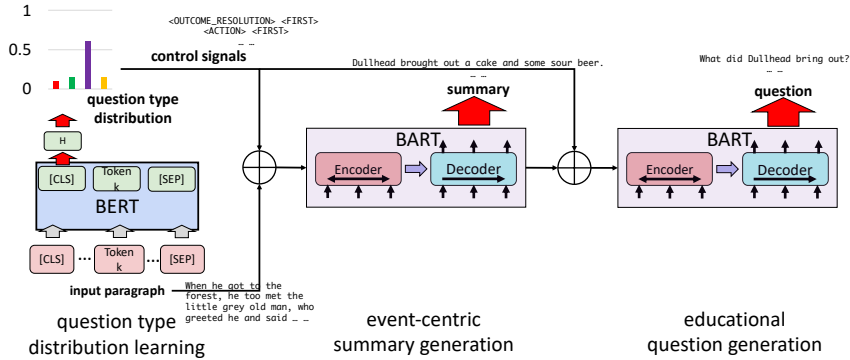 1
0.5
0
question type
distribution
<OUTCOME_RESOLUTION> <FIRST>
<ACTION> <FIRST>
… …
control signals
Dullhead brought out a cake and some sour beer.
… …
summary
What did Dullhead bring out?
… …
question
H
[CLS]
Token
k
[SEP]
BERT
[CLS]
...
Token
k
...
[SEP]
input paragraph
When he got to the
forest, he too met the
little grey old man, who
greeted he and said … …
BART
Encoder
Decoder
BART
Encoder
Decoder
question type
distribution learning
event-centric
summary generation
educational
question generation